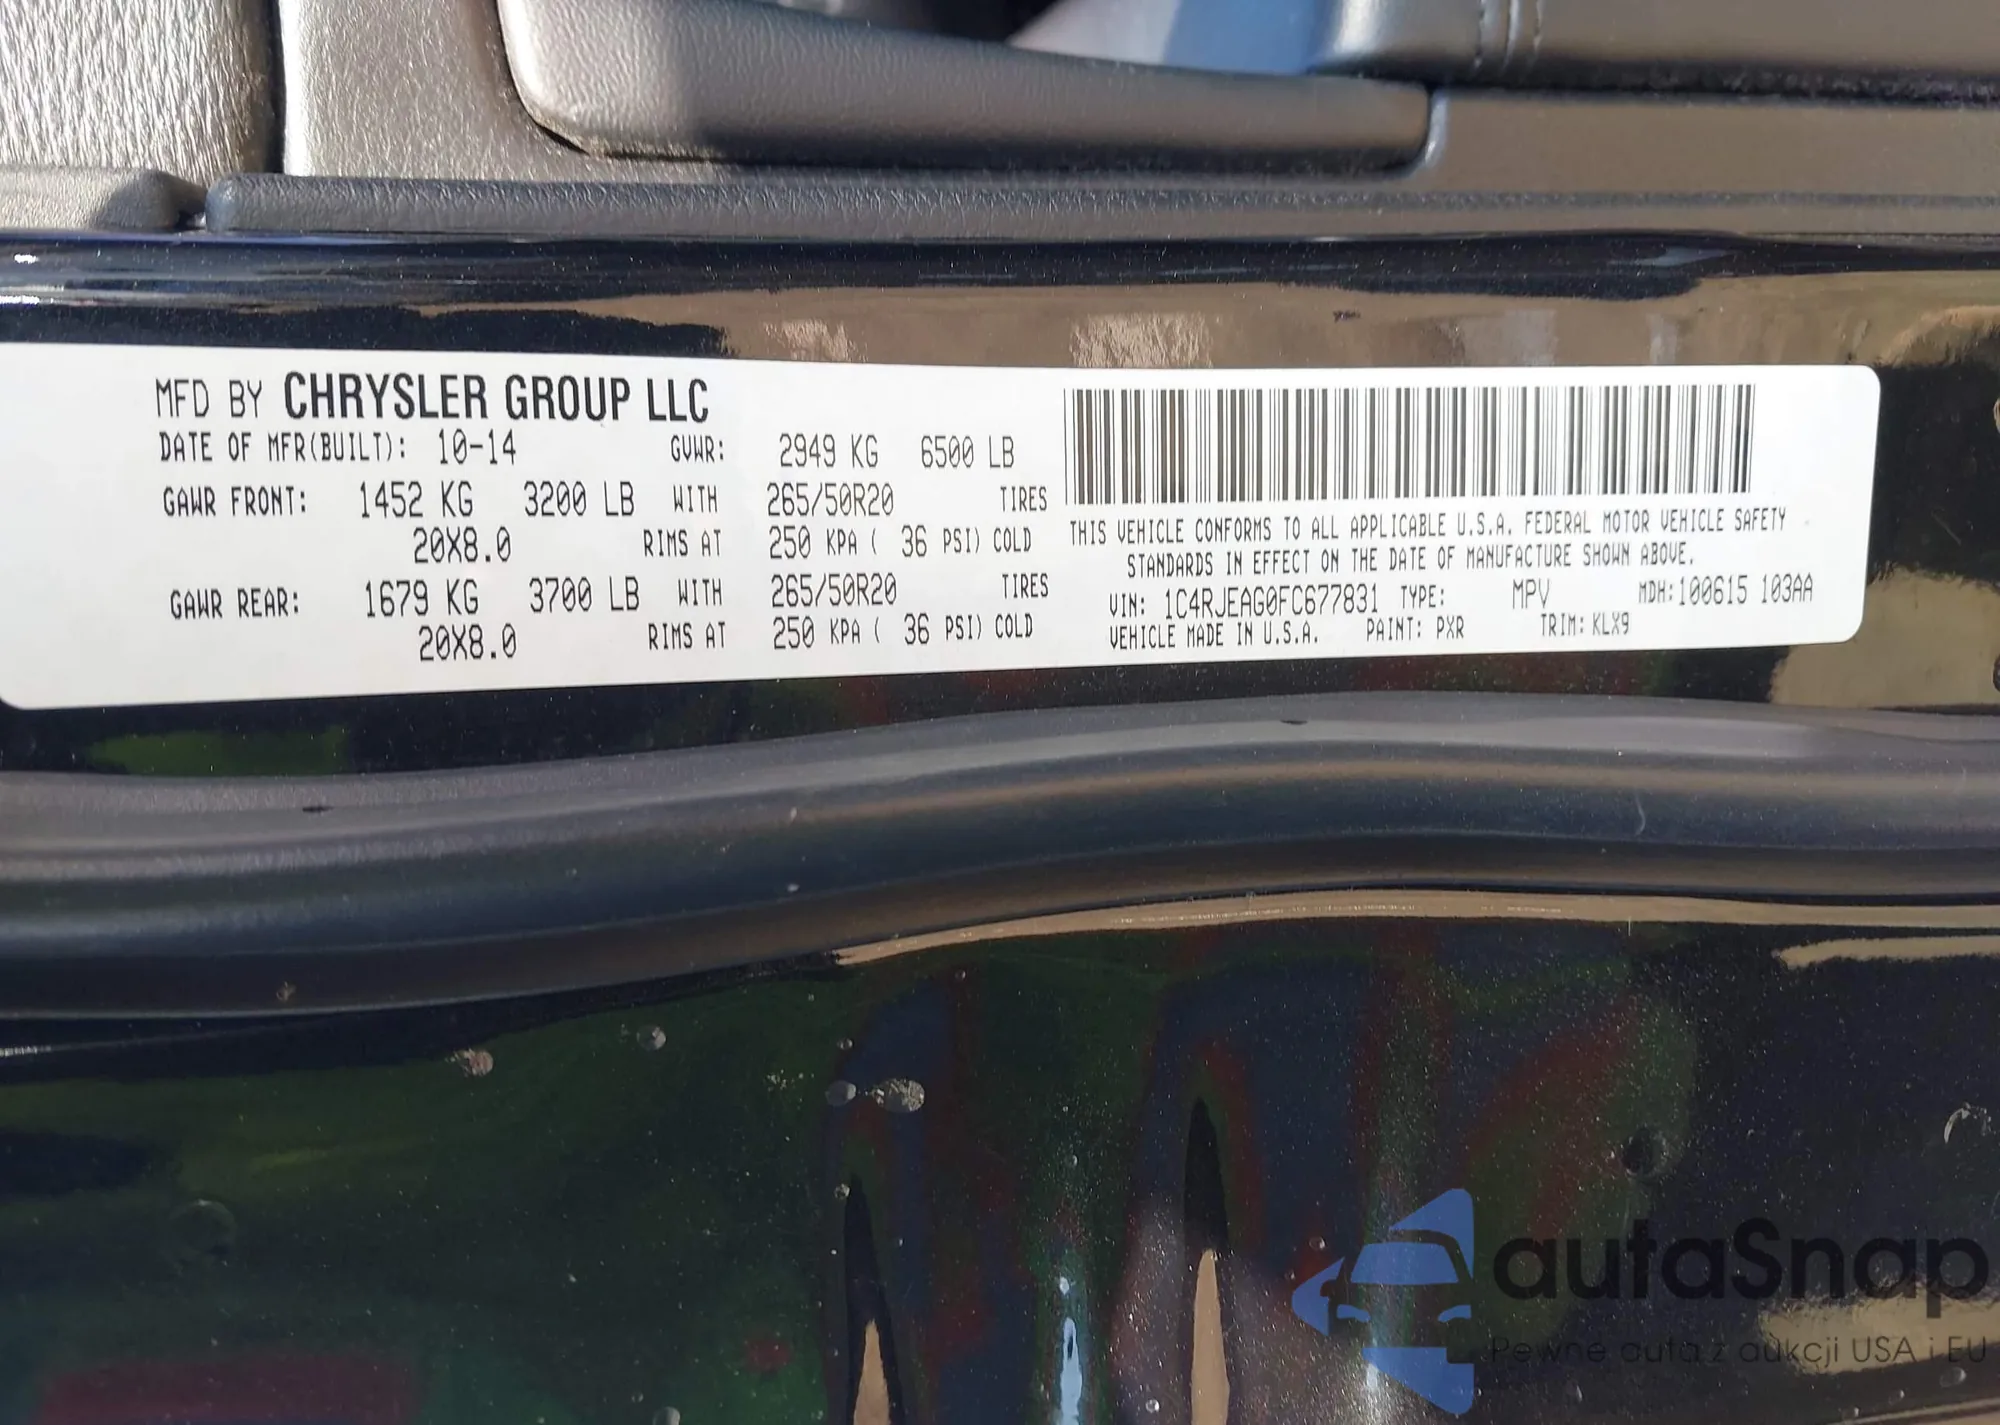 MFD BY CHRYSLER GROUP LLC
DATE OF MFR(BUILT): 10-14 GVWR: 2949 KG 6500 LB
GAWR FRONT: 1452 KG 3200 LB WITH 265/50R20 TIRES
20X8.0 RIMS AT 250 KPA ( 36 PSI) COLD
GAWR REAR: 1679 KG 3700 LB WITH 265/50R20 TIRES
20X8.0 RIMS AT 250 KPA ( 36 PSI) COLD
THIS VEHICLE CONFORMS TO ALL APPLICABLE U.S.A. FEDERAL MOTOR VEHICLE SAFETY
STANDARDS IN EFFECT ON THE DATE OF MANUFACTURE SHOWN ABOVE.
VIN: 1C4RJEAG0FC677831 TYPE: MPV MDH: 100615 103AA
VEHICLE MADE IN U.S.A. PAINT: PXR TRIM: KLX9
autaSnap
Pewne auta z aukcji USA i EU